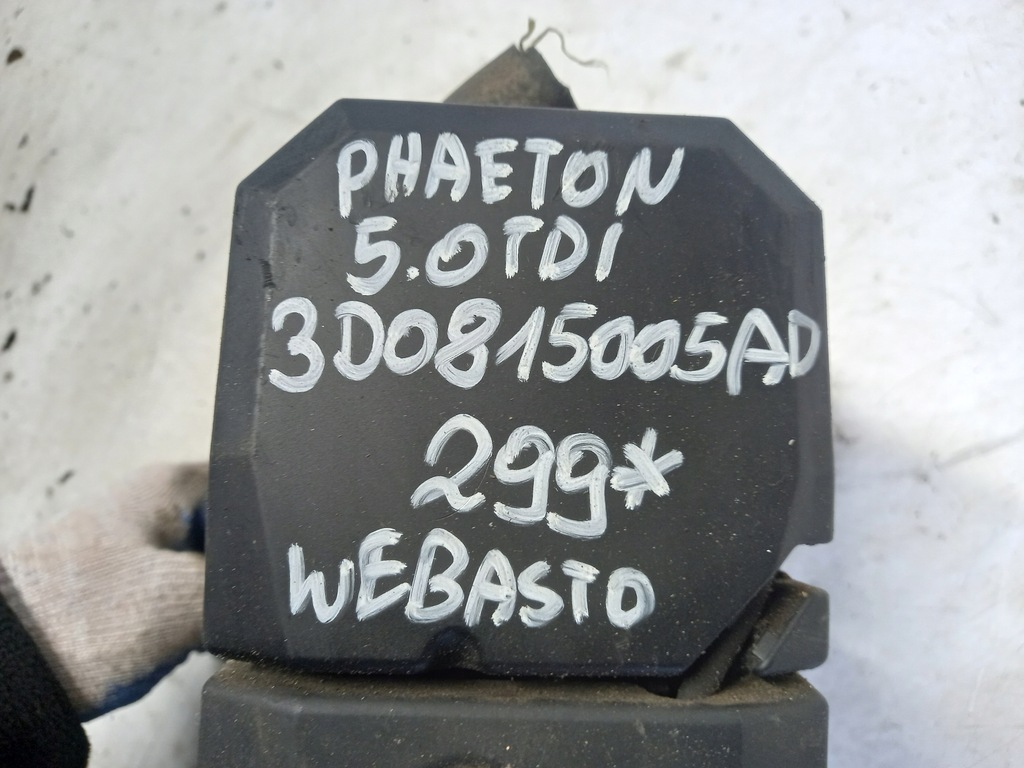 PHAETON
5.0TDI
3D0815005AD
299*
WEBASTO